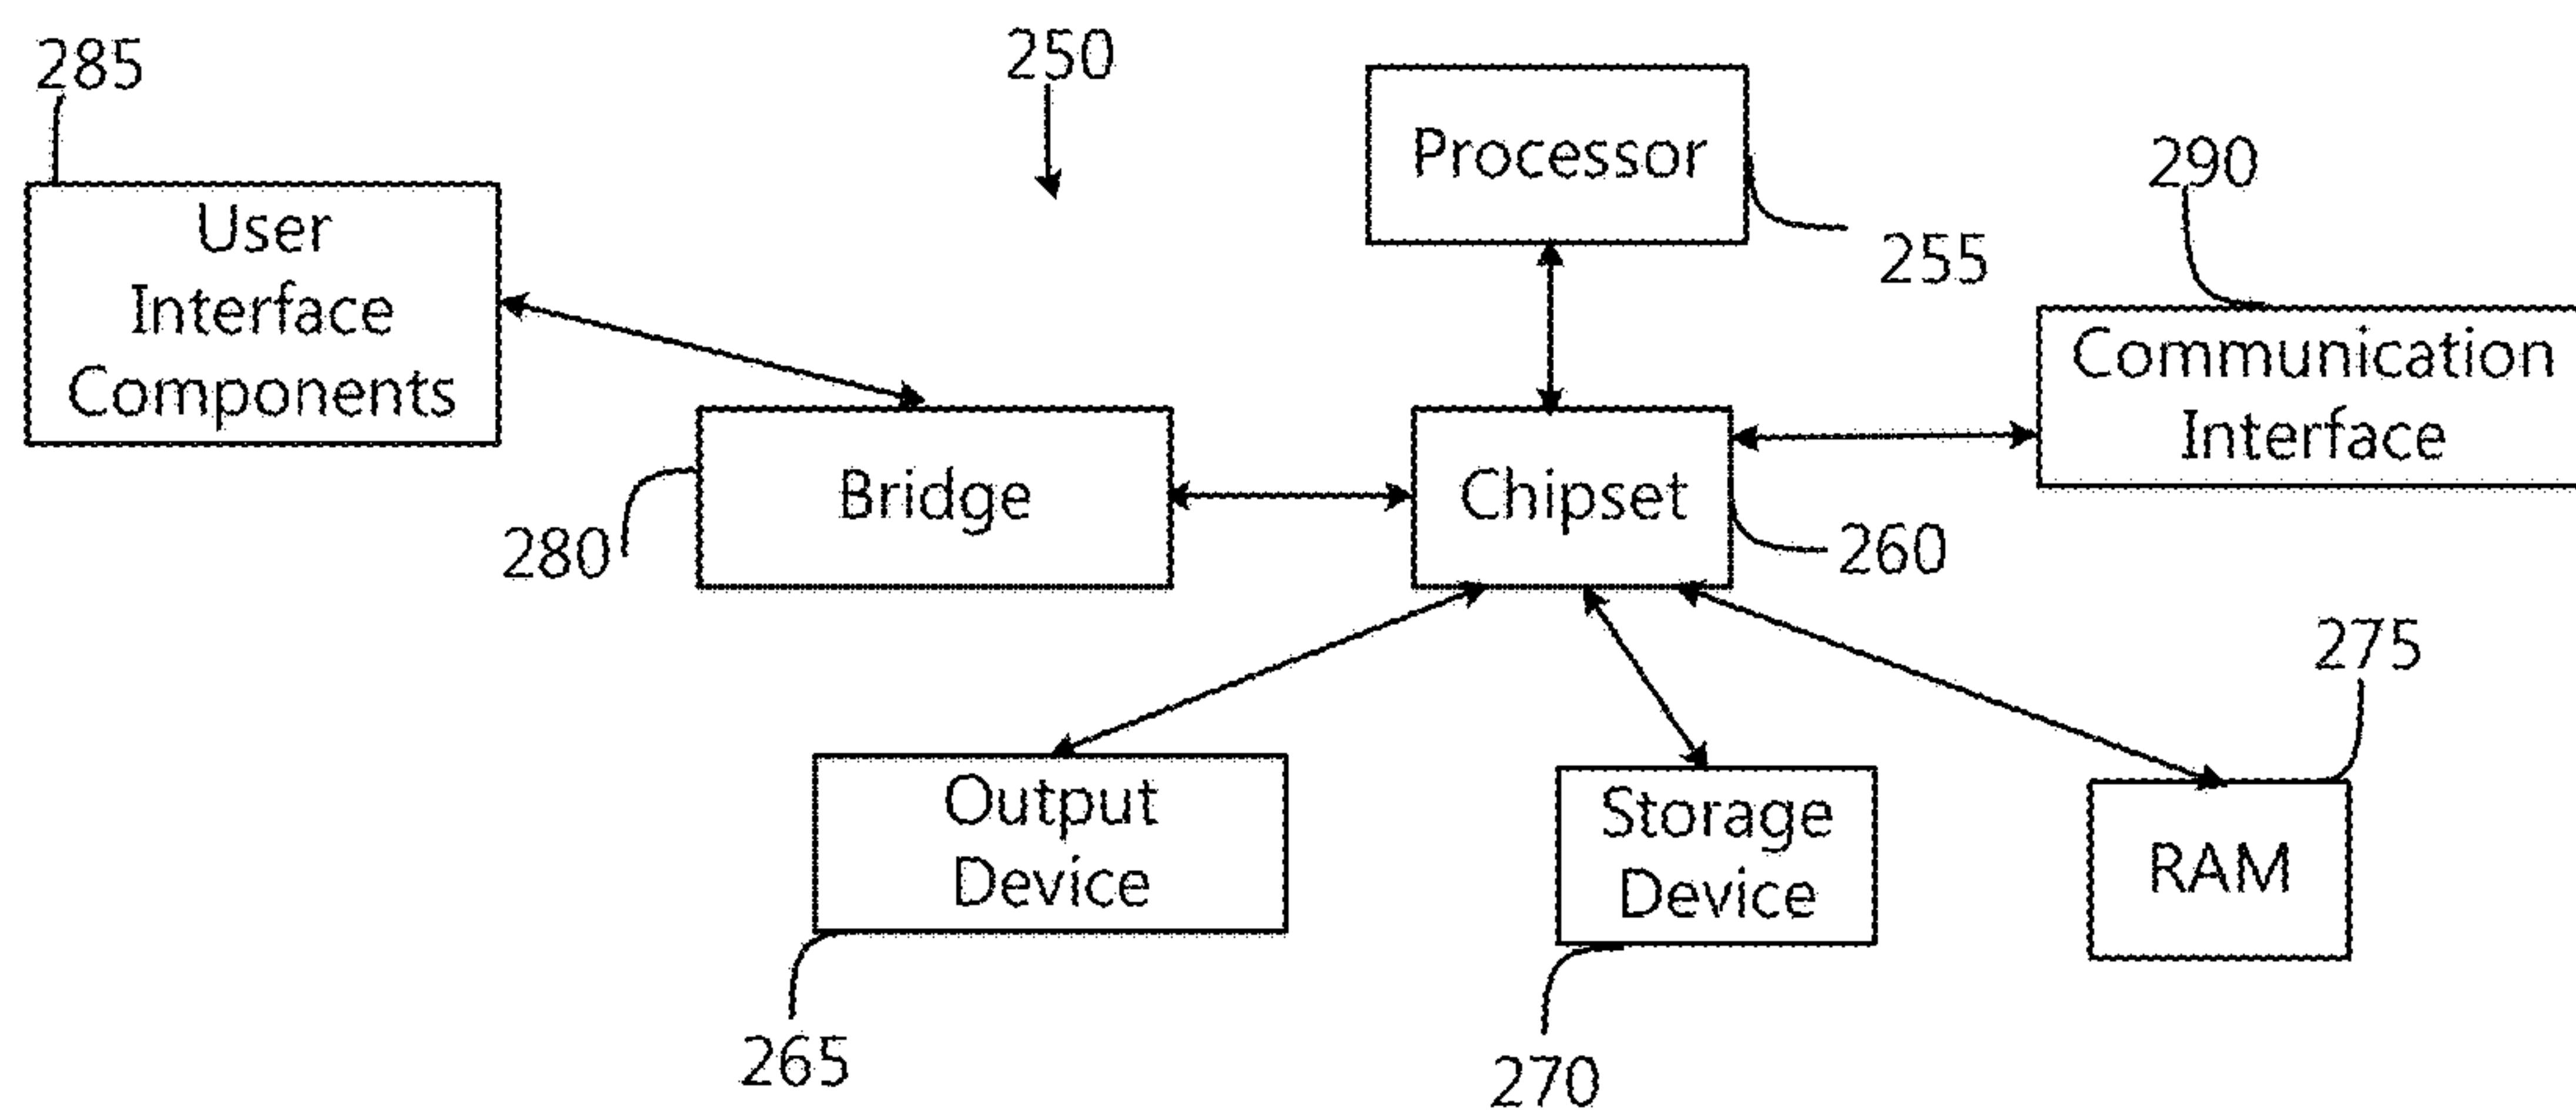 285
250
Processor
290
255
User
Interface
Components
Communication
Interface
Bridge
Chipset
280
260
275
Output
Device
Storage
Device
RAM
265
270